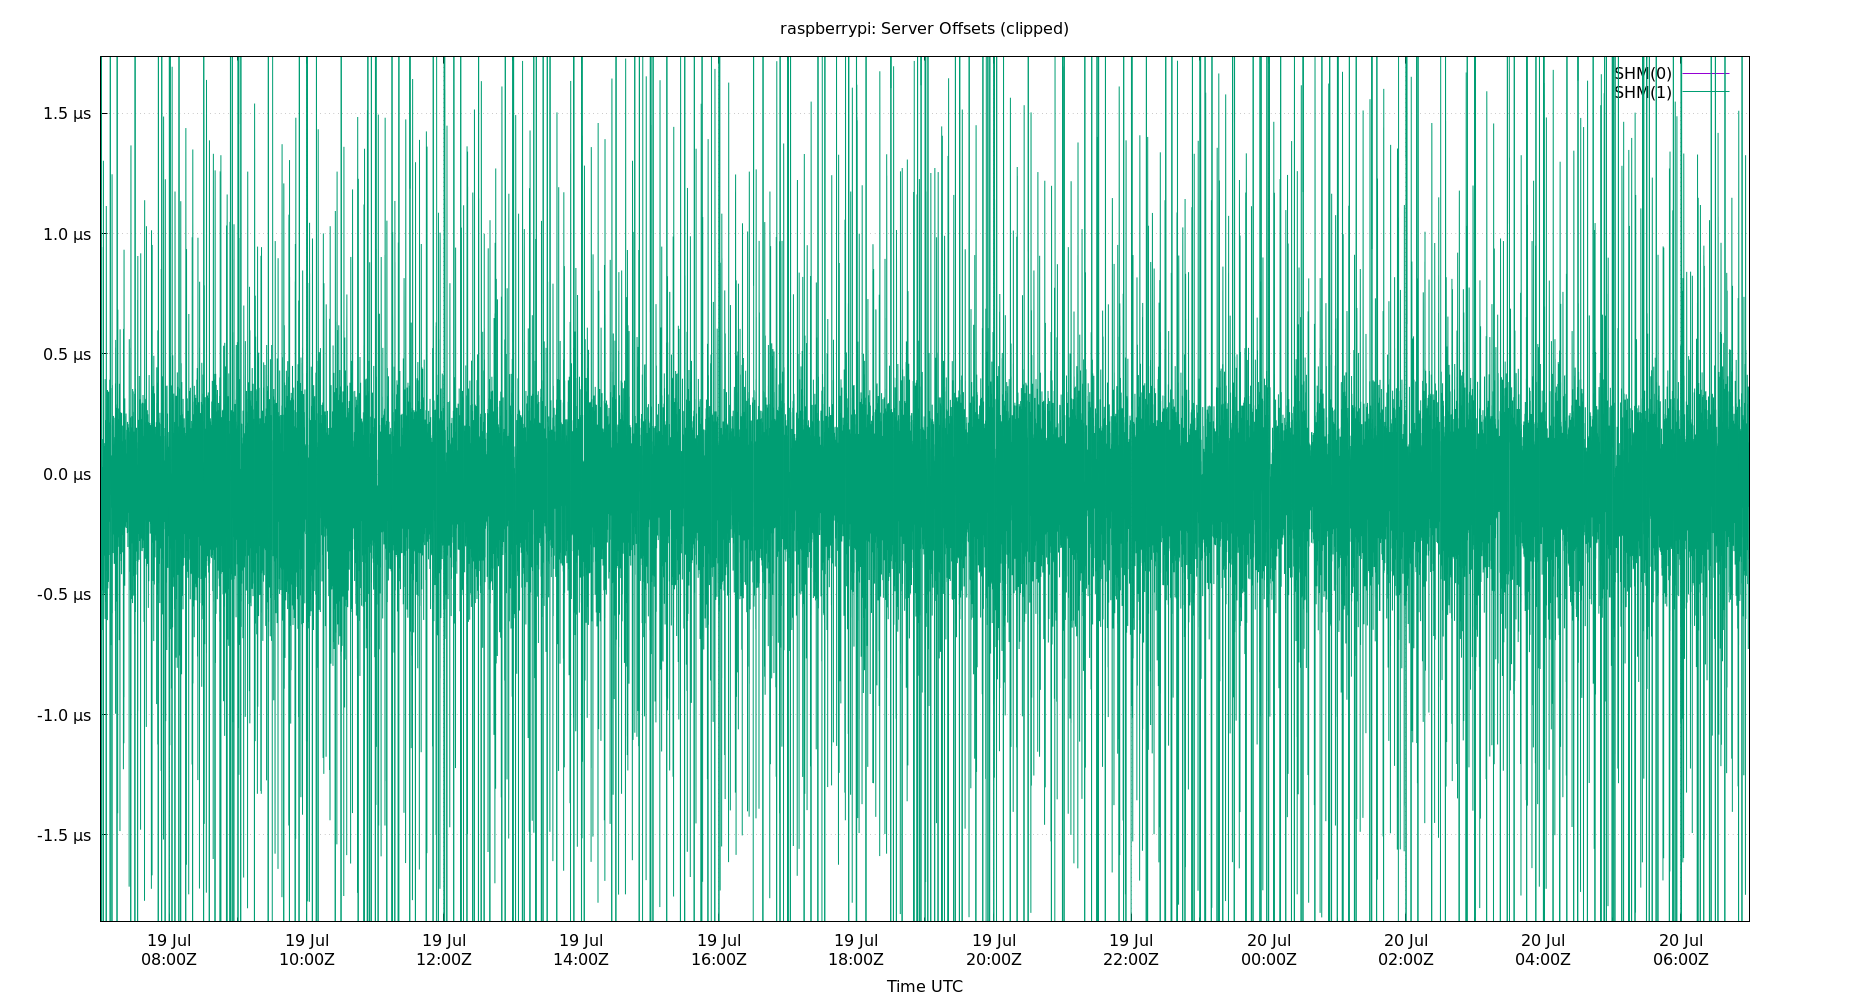 raspberrypi: Server Offsets (clipped)
SHM(0)
SHM(1)
1.5 µs
1.0 µs
0.5 µs
0.0 µs
-0.5 µs
-1.0 µs
-1.5 µs
19 Jul 19 Jul 19 Jul 19 Jul 19 Jul 19 Jul 19 Jul 19 Jul 20 Jul 20 Jul 20 Jul 20 Jul
08:00Z 10:00Z 12:00Z 14:00Z 16:00Z 18:00Z 20:00Z 22:00Z 00:00Z 02:00Z 04:00Z 06:00Z
Time UTC